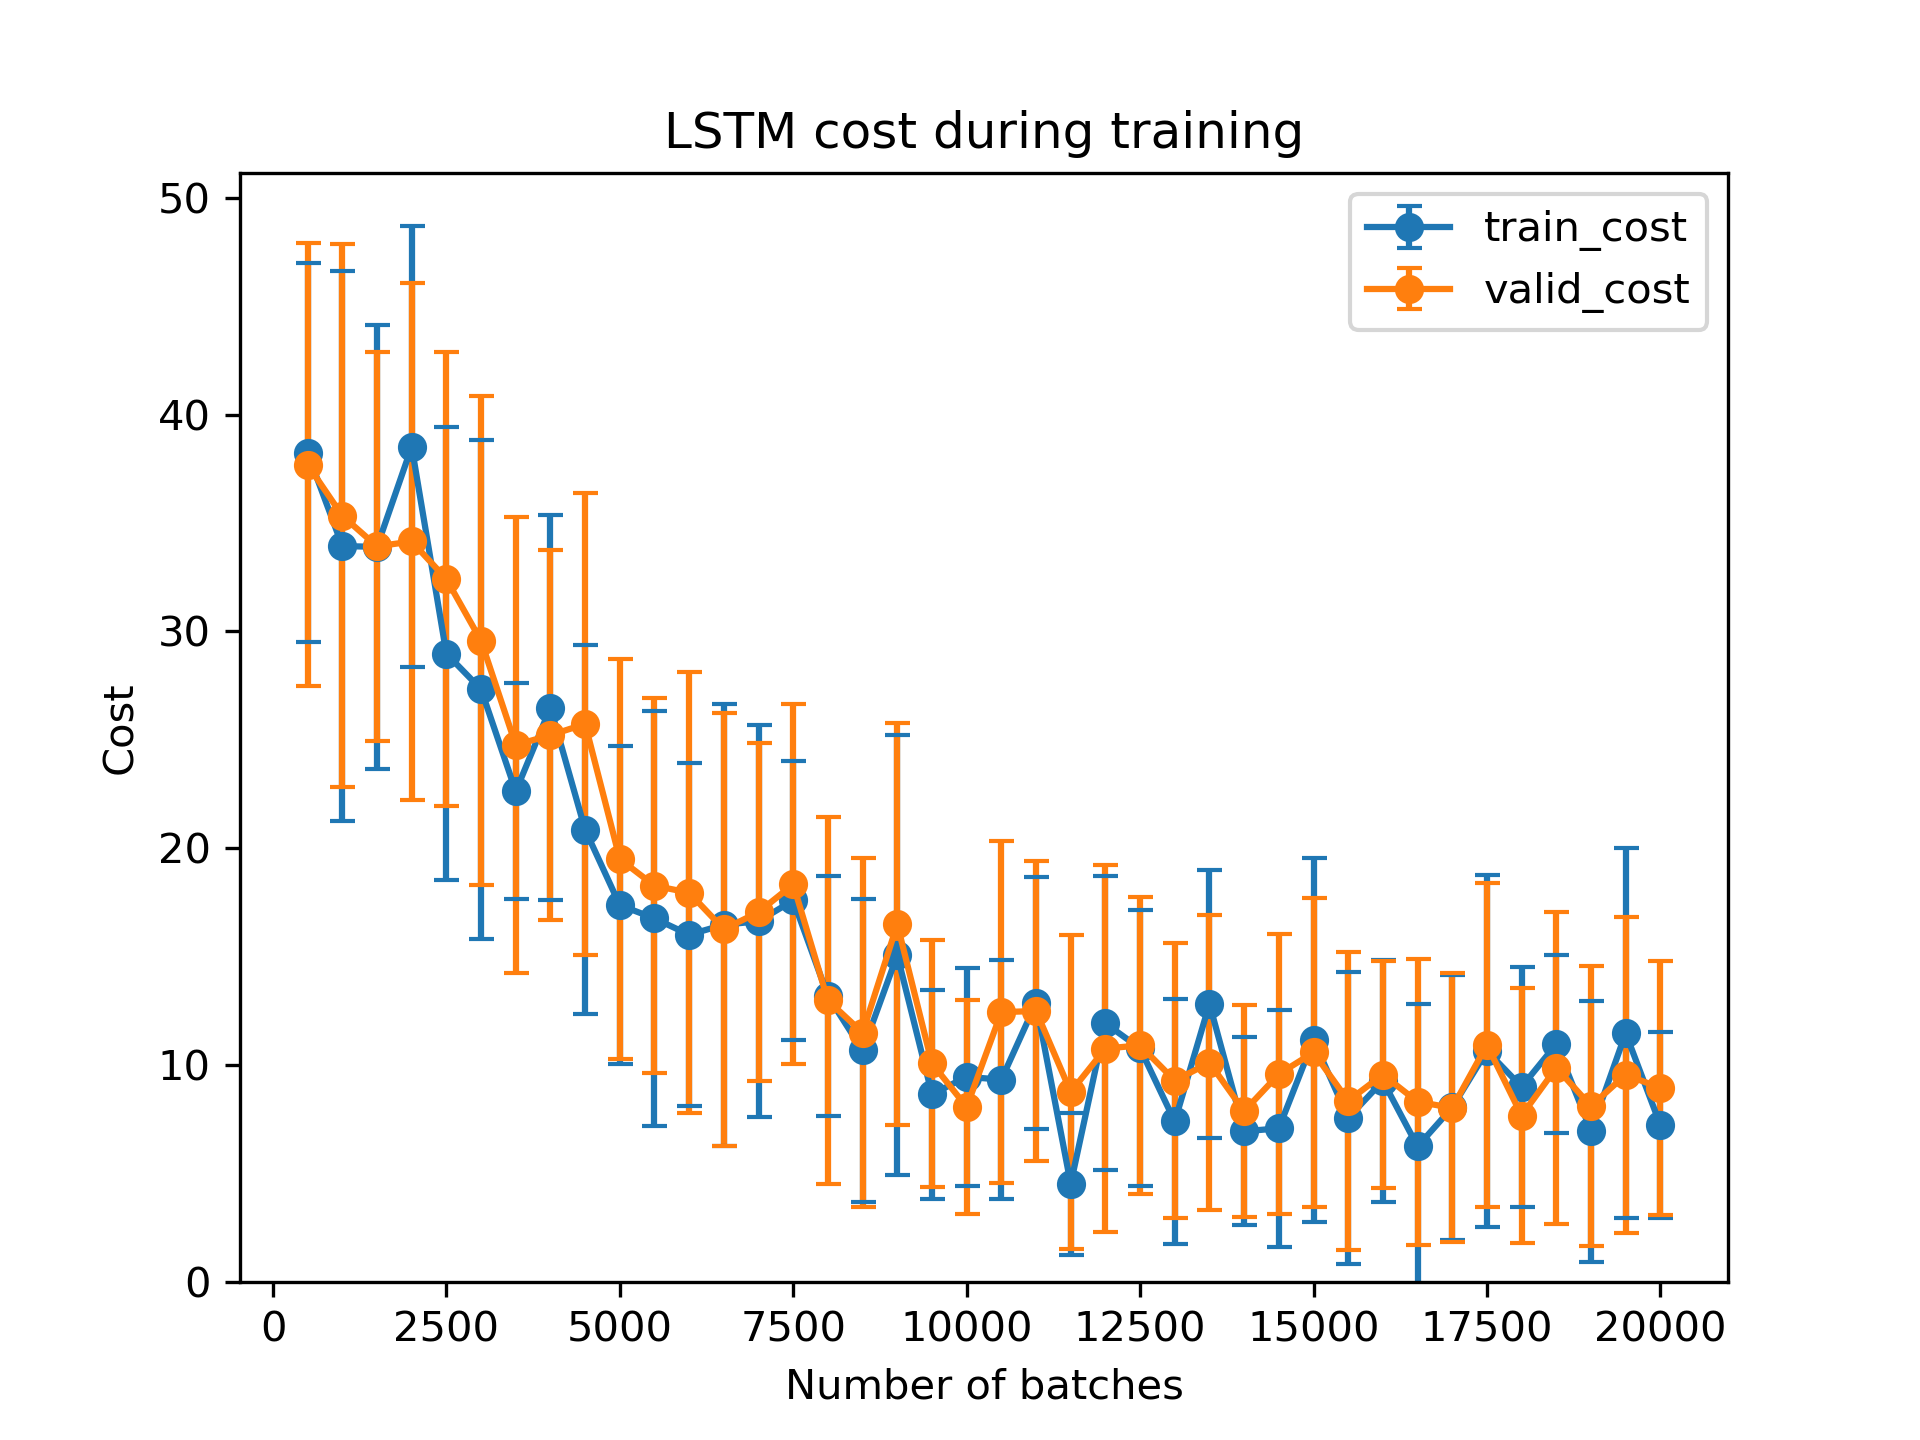 LSTM cost during training
train_cost
valid_cost
50
40
30
20
10
0
Cost
0 2500 5000 7500 10000 12500 15000 17500 20000
Number of batches